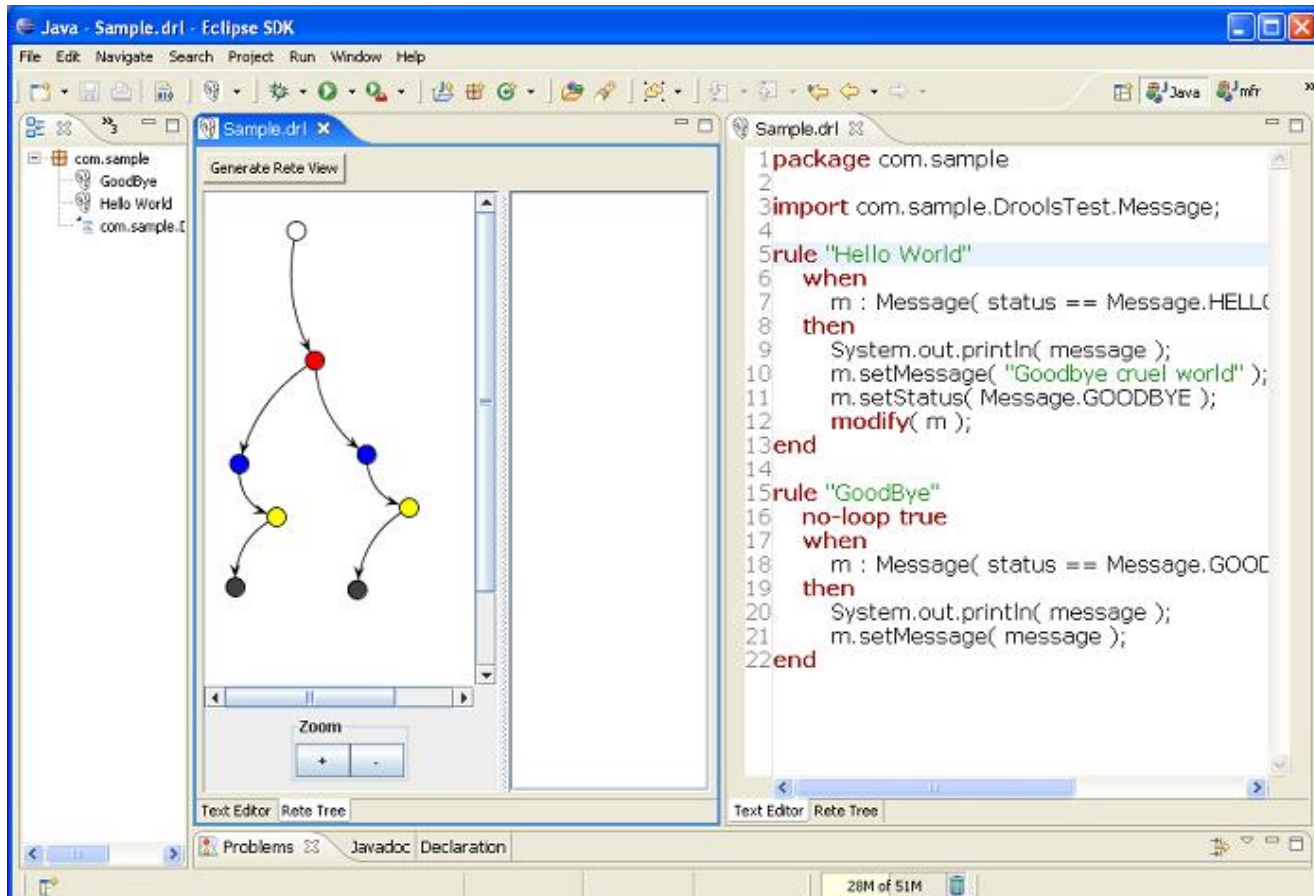 Java - Sample.drl - Eclipse SDK
File Edit Navigate Search Project Run Window Help
Java mfr
»3
com.sample
GoodBye
Hello World
com.sample.D
Sample.drl
Generate Rete View
Zoom
+ -
Text Editor Rete Tree
Sample.drl
1 package com.sample
2
3 import com.sample.DroolsTest.Message;
4
5 rule "Hello World"
6 when
7 m : Message( status == Message.HELLO
8 then
9 System.out.println( message );
10 m.setMessage( "Goodbye cruel world" );
11 m.setStatus( Message.GOODBYE );
12 modify( m );
13 end
14
15 rule "GoodBye"
16 no-loop true
17 when
18 m : Message( status == Message.GOOD
19 then
20 System.out.println( message );
21 m.setMessage( message );
22 end
Text Editor Rete Tree
Problems Javadoc Declaration
28M of 51M